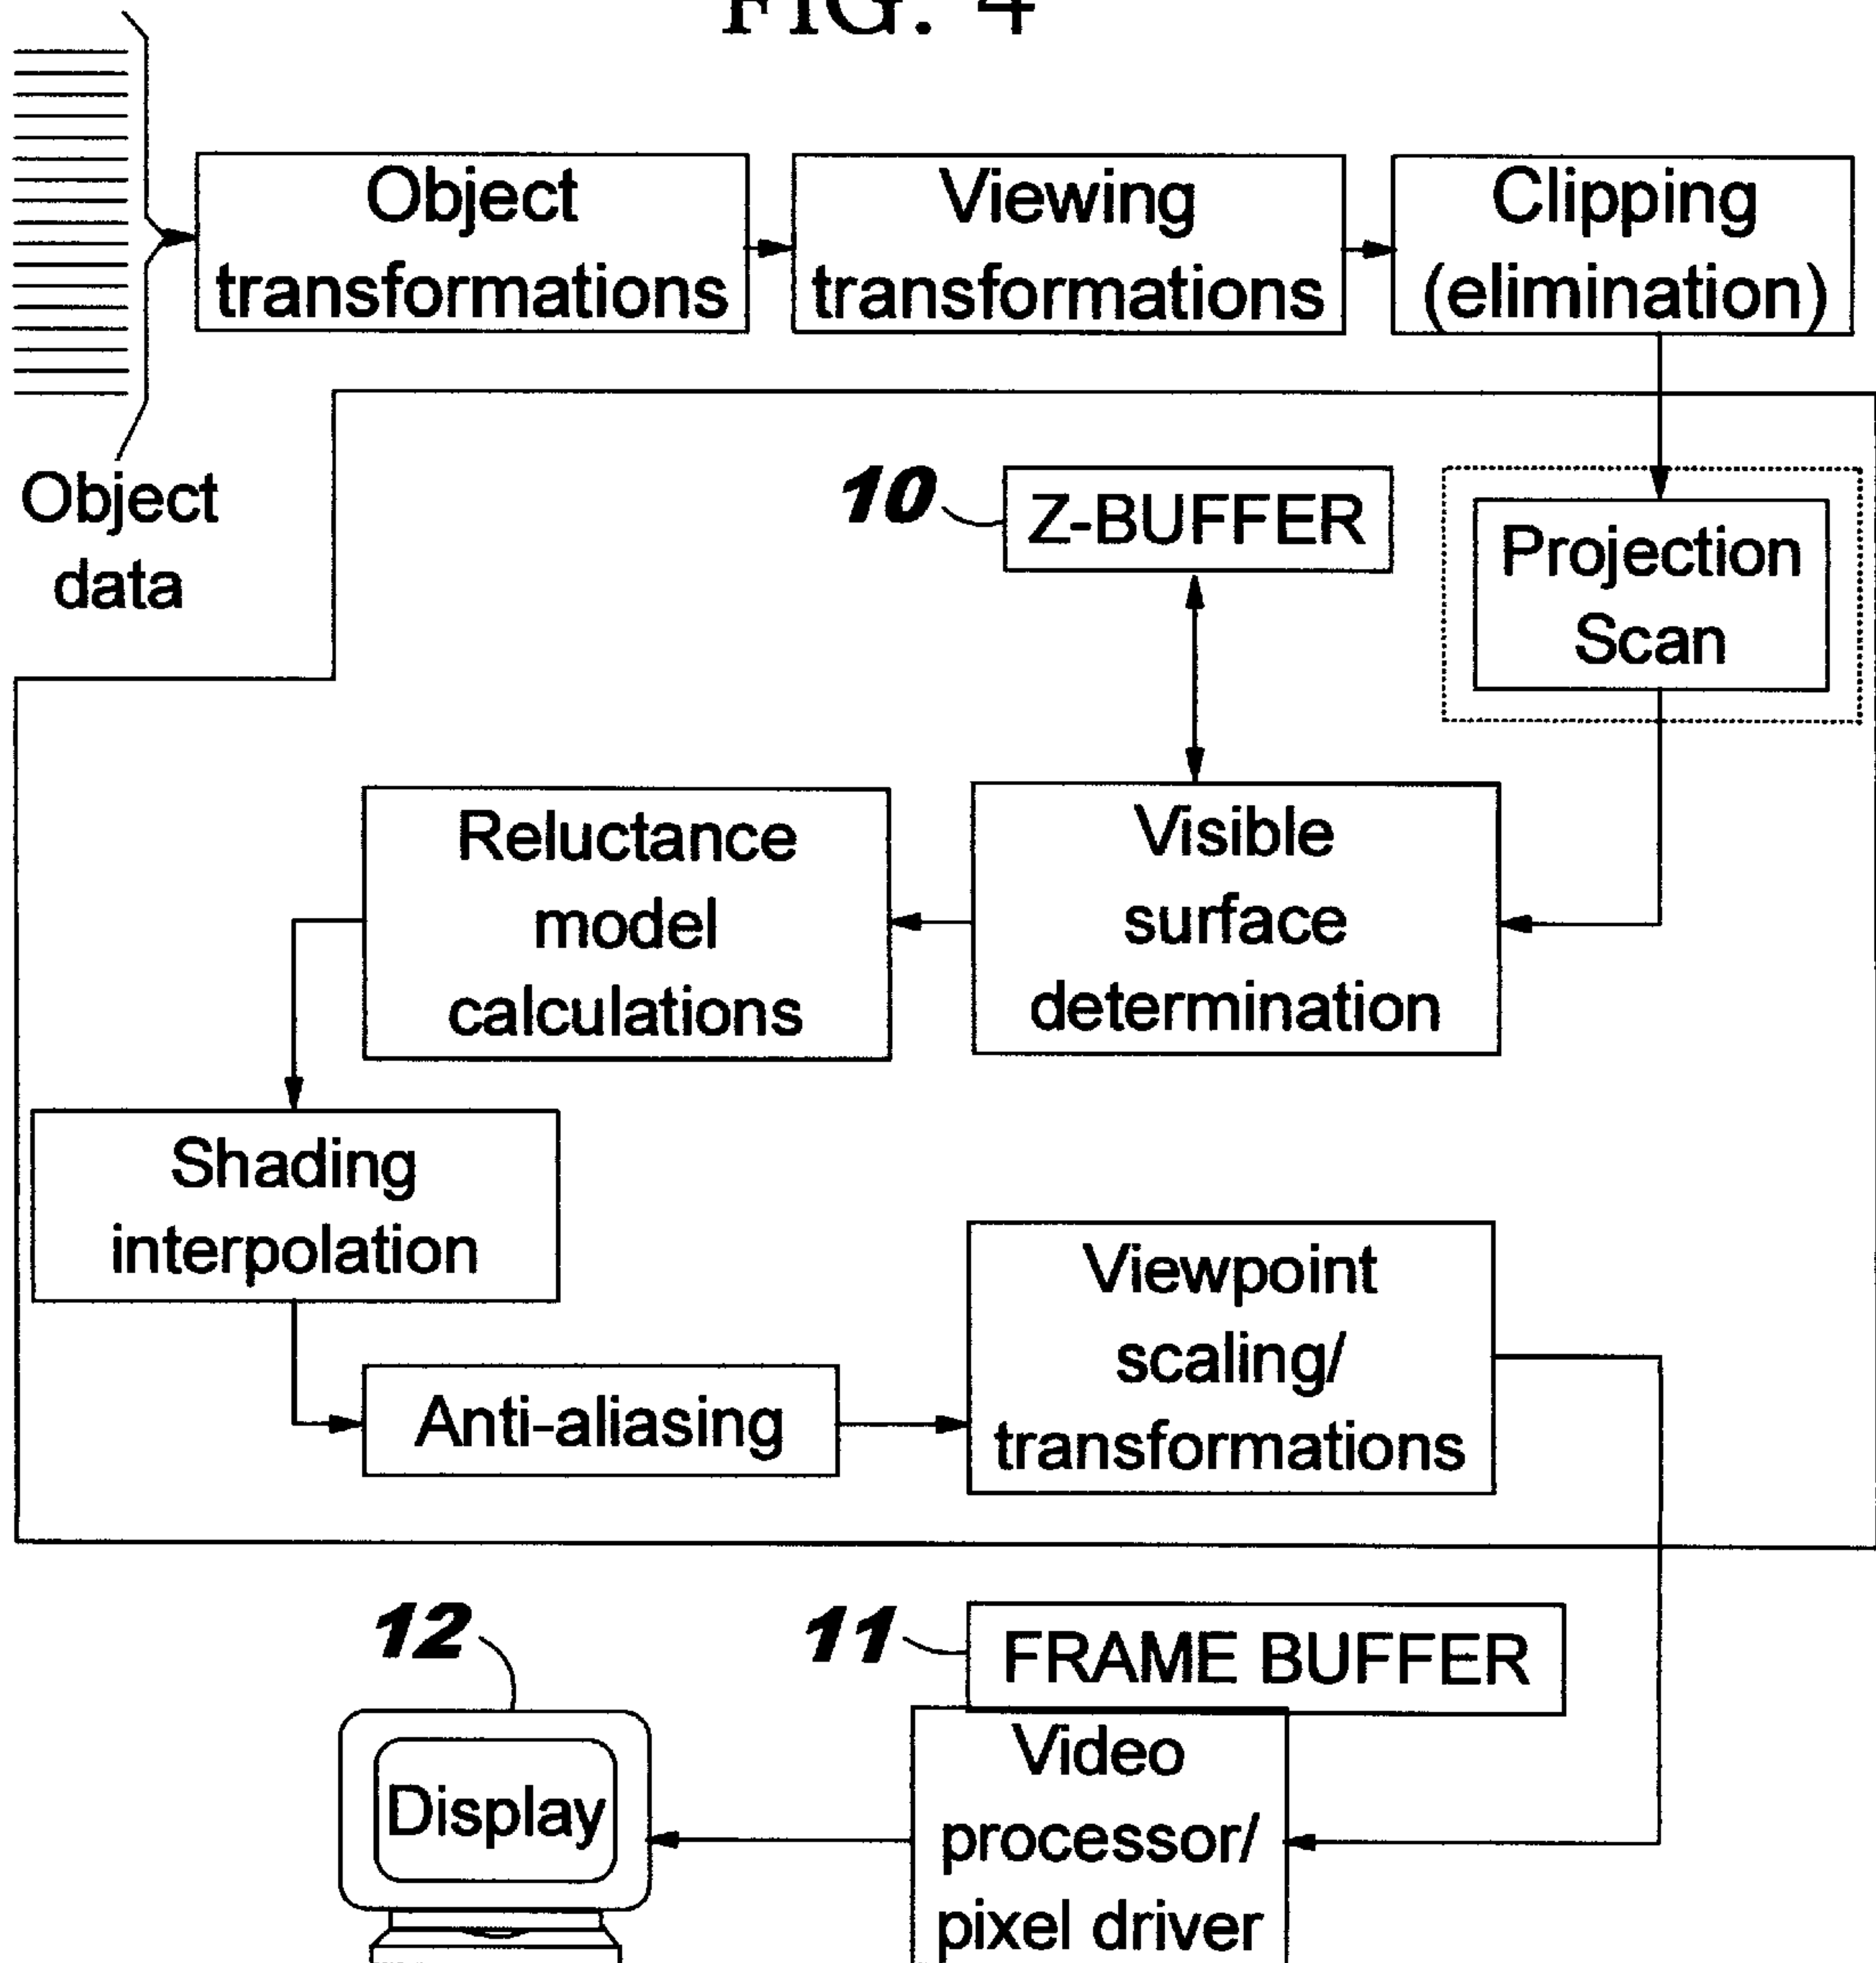 FIG. 4
Object
transformations
Viewing
transformations
Clipping
(elimination)
Object
data
10
Z-BUFFER
Projection
Scan
Reluctance
model
calculations
Visible
surface
determination
Shading
interpolation
Anti-aliasing
Viewpoint
scaling/
transformations
12
11
FRAME BUFFER
Display
Video
processor/
pixel driver